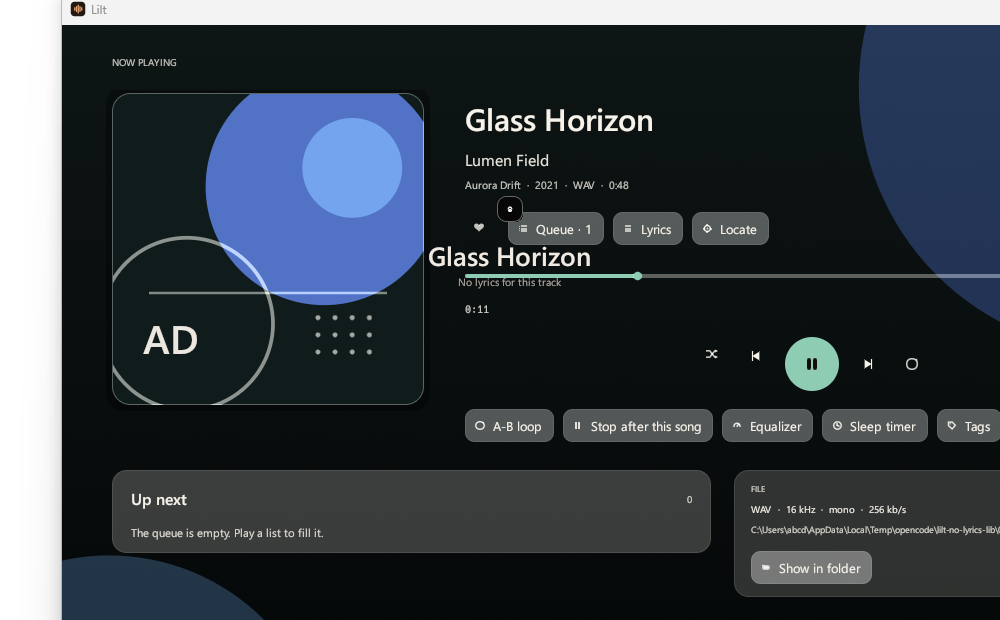 Lilt
NOW PLAYING
Glass Horizon
Lumen Field
Aurora Drift · 2021 · WAV · 0:48
Queue · 1
Lyrics
Locate
Glass Horizon
No lyrics for this track
0:11
AD
A-B loop
Stop after this song
Equalizer
Sleep timer
Tags
Up next
0
The queue is empty. Play a list to fill it.
FILE
WAV · 16 kHz · mono · 256 kb/s
C:\Users\abcd\AppData\Local\Temp\opencode\lilt-no-lyrics-lib\
Show in folder